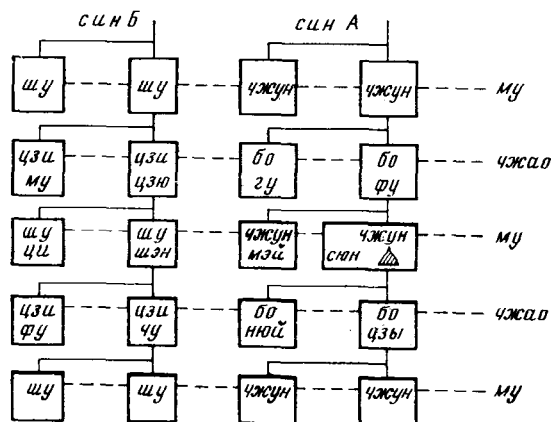 син Б син А
шу шу чжун чжун му
цзи му цзи цзю бо гу бо фу чжао
шу ци шу шэн чжун мэй чжун сюн му
цзи фу цзи чу бо нюй бо цзы чжао
шу шу чжун чжун му